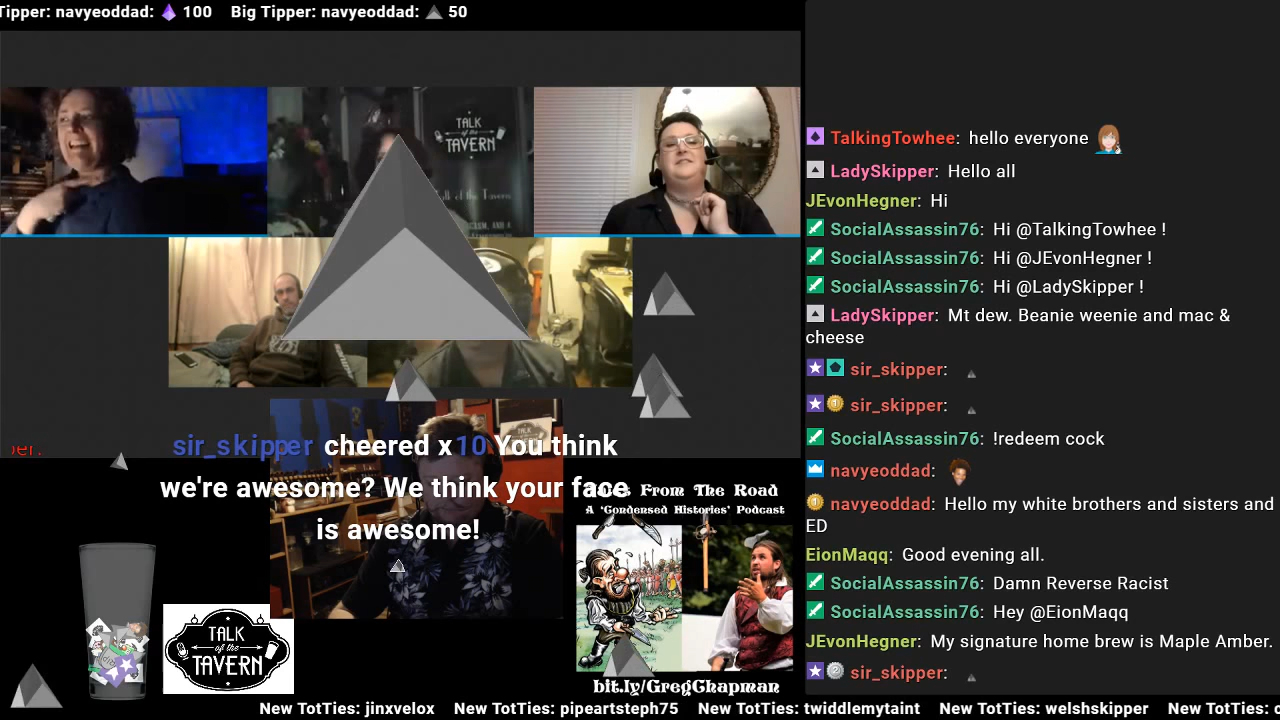 Tipper: navyeoddad: 100 Big Tipper: navyeoddad: 50
TALK
of the
TAVERN
TalkingTowhee: hello everyone
LadySkipper: Hello all
JEvonHegner: Hi
SocialAssassin76: Hi @TalkingTowhee !
SocialAssassin76: Hi @JEvonHegner !
SocialAssassin76: Hi @LadySkipper !
LadySkipper: Mt dew. Beanie weenie and mac &
cheese
sir_skipper:
sir_skipper:
SocialAssassin76: !redeem cock
navyeoddad:
navyeoddad: Hello my white brothers and sisters and
ED
EionMaqq: Good evening all.
SocialAssassin76: Damn Reverse Racist
SocialAssassin76: Hey @EionMaqq
JEvonHegner: My signature home brew is Maple Amber.
sir_skipper:
sir_skipper cheered x10 You think
we're awesome? We think your face
is awesome!
From The Road
A 'Condensed Histories' Podcast
TALK
of the
TAVERN
bit.ly/GregChapman
New TotTies: jinxvelox New TotTies: pipeartsteph75 New TotTies: twiddlemytaint New TotTies: welshskipper New TotTies: